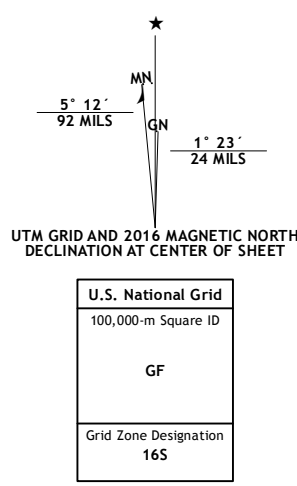 ★
MN
5° 12´
92 MILS
GN
1° 23´
24 MILS
UTM GRID AND 2016 MAGNETIC NORTH
DECLINATION AT CENTER OF SHEET
U.S. National Grid
100,000-m Square ID
GF
Grid Zone Designation
16S